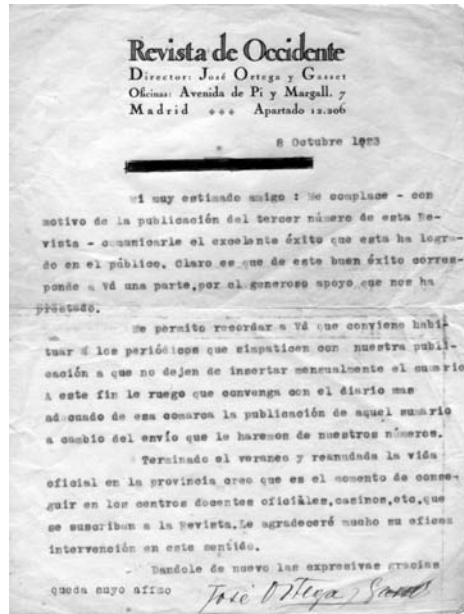 Revista de Occidente
Director: José Ortega y Gasset
Oficinas: Avenida de Pi y Margall, 7
Madrid Apartado 12.206
8 Octubre 1923
Mi muy estimado amigo : Me complace - con
motivo de la publicación del tercer número de esta Re-
vista - comunicarle el excelente éxito que esta ha logra-
do en el público. Claro es que de este buen éxito corres-
ponde a Vd una parte,por el generoso apoyo que nos ha
préstado.
Me permito recordar a Vd que conviene habi-
tuar á los periódicos que simpaticen con nuestra publi-
cación a que no dejen de insertar mensualmente el sumario
A este fin le ruego que convenga con el diario mas
adecuado de esa comarca la publicación de aquel sumario
a cambio del envío que le haremos de nuestros números.
Terminado el veraneo y reanudada la vida
oficial en la provincia creo que es el momento de conse-
guir en los centros docentes oficiales,casinos,etc,que
se suscriban a la Revista.Le agradeceré mucho su eficaz
intervención en este sentido.
Dandole de nuevo las expresivas gracias
queda suyo affmo José Ortega y Gasset